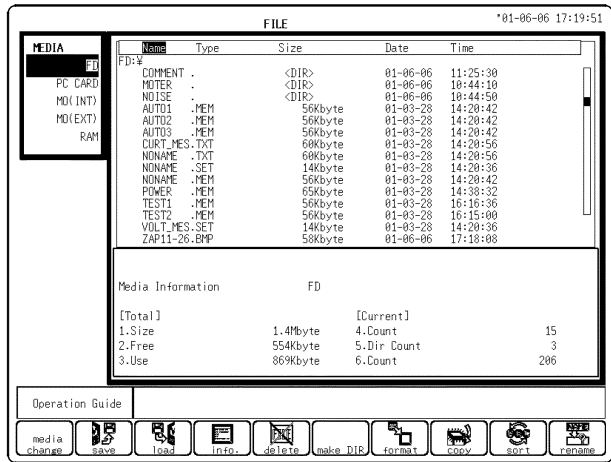 FILE
'01-06-06 17:19:51
MEDIA
FD
PC CARD
MO(INT)
MO(EXT)
RAM
Name Type Size Date Time
FD:¥
COMMENT . <DIR> 01-06-06 11:25:30
MOTER . <DIR> 01-06-06 10:44:10
NOISE . <DIR> 01-06-06 10:44:50
AUTO1 .MEM 56Kbyte 01-03-28 14:20:42
AUTO2 .MEM 56Kbyte 01-03-28 14:20:42
AUTO3 .MEM 56Kbyte 01-03-28 14:20:42
CURT_MES.TXT 60Kbyte 01-03-28 14:20:56
NONAME .TXT 60Kbyte 01-03-28 14:20:56
NONAME .SET 14Kbyte 01-03-28 14:20:36
NONAME .MEM 56Kbyte 01-03-28 14:20:42
POWER .MEM 65Kbyte 01-03-28 14:38:32
TEST1 .MEM 56Kbyte 01-03-28 16:16:36
TEST2 .MEM 56Kbyte 01-03-28 16:15:00
VOLT_MES.SET 14Kbyte 01-03-28 14:20:36
ZAP11-26.BMP 58Kbyte 01-06-06 17:18:08
Media Information FD
[Total] [Current]
1.Size 1.4Mbyte 4.Count 15
2.Free 554Kbyte 5.Dir Count 3
3.Use 869Kbyte 6.Count 206
Operation Guide
media change
save
load
info.
delete
make DIR
format
copy
sort
rename